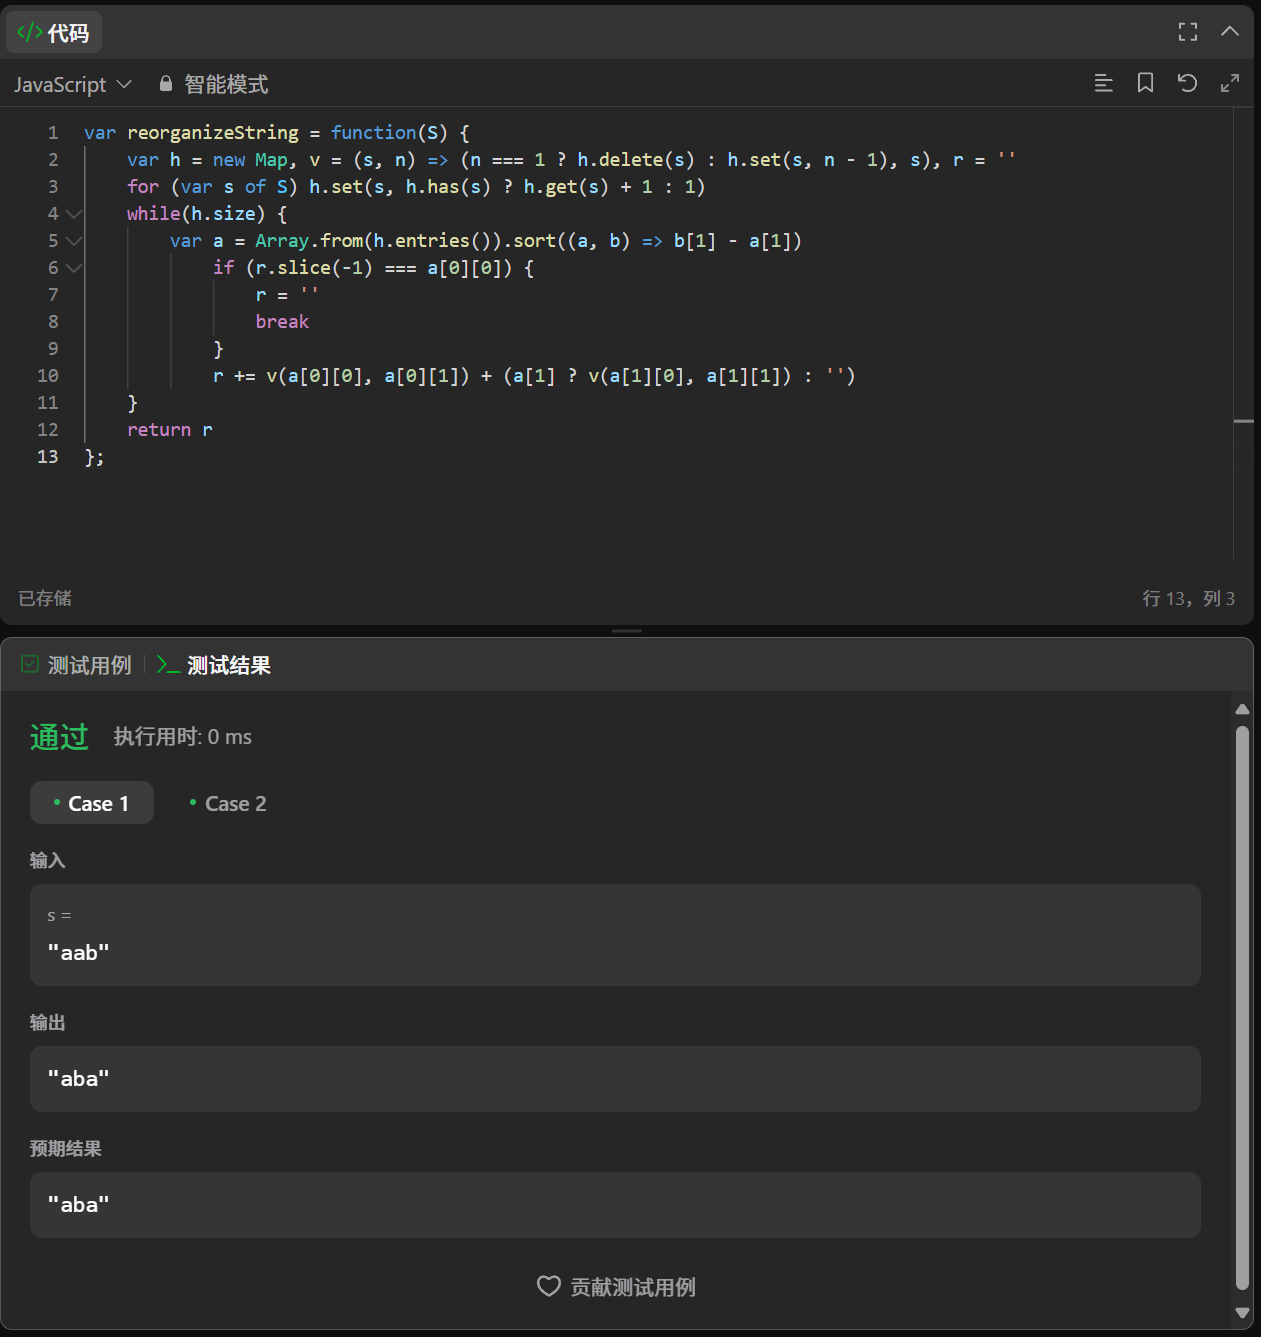 </> 代码
JavaScript 智能模式
1 var reorganizeString = function(S) {
2 var h = new Map, v = (s, n) => (n === 1 ? h.delete(s) : h.set(s, n - 1), s), r = ''
3 for (var s of S) h.set(s, h.has(s) ? h.get(s) + 1 : 1)
4 while(h.size) {
5 var a = Array.from(h.entries()).sort((a, b) => b[1] - a[1])
6 if (r.slice(-1) === a[0][0]) {
7 r = ''
8 break
9 }
10 r += v(a[0][0], a[0][1]) + (a[1] ? v(a[1][0], a[1][1]) : '')
11 }
12 return r
13 };
已存储 行 13，列 3
测试用例 >_ 测试结果
通过 执行用时: 0 ms
• Case 1 • Case 2
输入
s =
"aab"
输出
"aba"
预期结果
"aba"
贡献测试用例